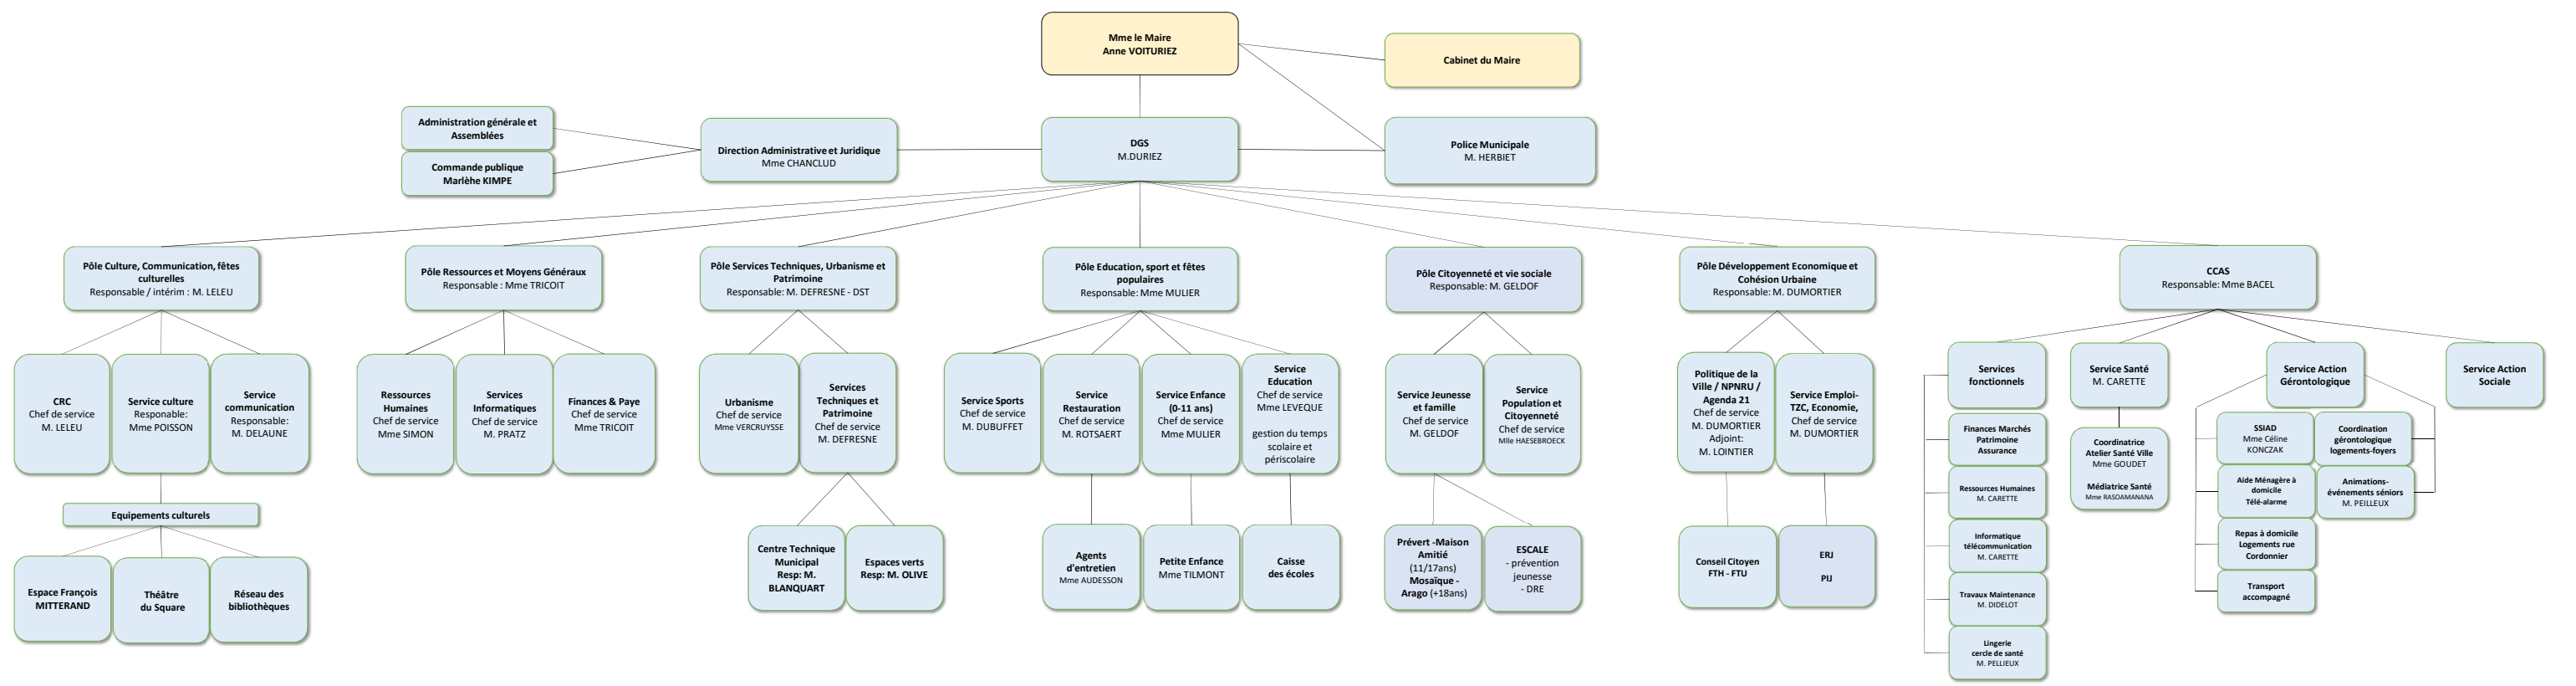 Mme le Maire
Anne VOITURIEZ
Cabinet du Maire
Administration générale et
Assemblées
Commande publique
Marlèhe KIMPE
Direction Administrative et Juridique
Mme CHANCLUD
DGS
M.DURIEZ
Police Municipale
M. HERBIET
Pôle Culture, Communication, fêtes
culturelles
Responsable / intérim : M. LELEU
Pôle Ressources et Moyens Généraux
Responsable : Mme TRICOIT
Pôle Services Techniques, Urbanisme et
Patrimoine
Responsable: M. DEFRESNE - DST
Pôle Education, sport et fêtes
populaires
Responsable: Mme MULIER
Pôle Citoyenneté et vie sociale
Responsable: M. GELDOF
Pôle Développement Economique et
Cohésion Urbaine
Responsable: M. DUMORTIER
CCAS
Responsable: Mme BACEL
CRC
Chef de service
M. LELEU
Service culture
Responable:
Mme POISSON
Service
communication
Responsable:
M. DELAUNE
Ressources
Humaines
Chef de service
Mme SIMON
Services
Informatiques
Chef de service
M. PRATZ
Finances & Paye
Chef de service
Mme TRICOIT
Urbanisme
Chef de service
Mme VERCRUYSSE
Services
Techniques et
Patrimoine
Chef de service
M. DEFRESNE
Service Sports
Chef de service
M. DUBUFFET
Service
Restauration
Chef de service
M. ROTSAERT
Service Enfance
(0-11 ans)
Chef de service
Mme MULIER
Service
Education
Chef de service
Mme LEVEQUE
gestion du temps
scolaire et
périscolaire
Service Jeunesse
et famille
Chef de service
M. GELDOF
Service
Population et
Citoyenneté
Chef de service
Mlle HAESEBROECK
Politique de la
Ville / NPNRU /
Agenda 21
Chef de service
M. DUMORTIER
Adjoint:
M. LOINTIER
Service Emploi-
TZC, Economie,
Chef de service
M. DUMORTIER
Services
fonctionnels
Service Santé
M. CARETTE
Service Action
Gérontologique
Service Action
Sociale
Equipements culturels
Espace François
MITTERAND
Théâtre
du Square
Réseau des
bibliothèques
Centre Technique
Municipal
Resp: M.
BLANQUART
Espaces verts
Resp: M. OLIVE
Agents
d'entretien
Mme AUDESSON
Petite Enfance
Mme TILMONT
Caisse
des écoles
Prévert -Maison
Amitié
(11/17ans)
Mosaïque -
Arago (+18ans)
ESCALE
- prévention
jeunesse
- DRE
Conseil Citoyen
FTH - FTU
ERJ
PIJ
Finances Marchés
Patrimoine
Assurance
Ressources Humaines
M. CARETTE
Informatique
télécommunication
M. CARETTE
Travaux Maintenance
M. DIDELOT
Lingerie
cercle de santé
M. PELLIEUX
Coordinatrice
Atelier Santé Ville
Mme GOUDET
Médiatrice Santé
Mme RASOAMANANA
SSIAD
Mme Céline
KONCZAK
Aide Ménagère à
domicile
Télé-alarme
Repas à domicile
Logements rue
Cordonnier
Transport
accompagné
Coordination
gérontologique
logements-foyers
Animations-
événements séniors
M. PEILLEUX